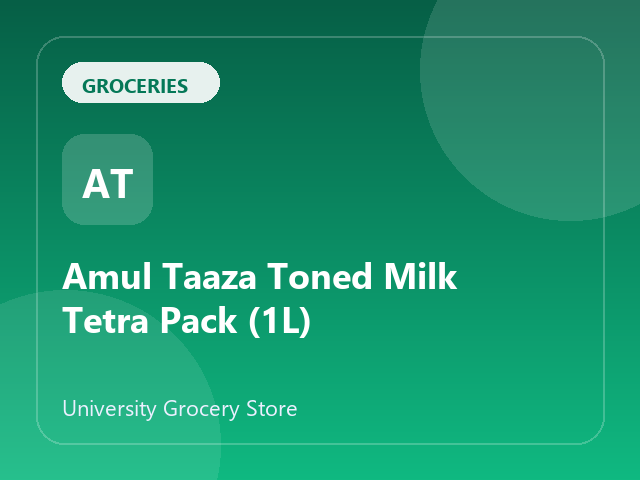 GROCERIES
AT
Amul Taaza Toned Milk
Tetra Pack (1L)
University Grocery Store